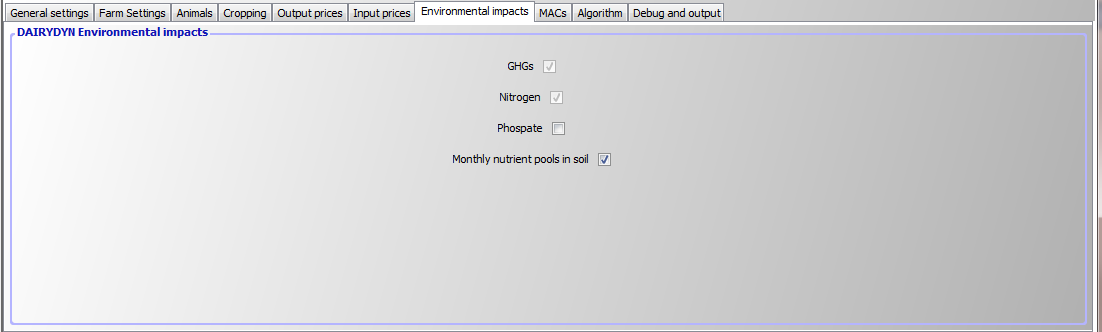 General settings Farm Settings Animals Cropping Output prices Input prices Environmental impacts MACs Algorithm Debug and output
DAIRYDYN Environmental impacts
GHGs
Nitrogen
Phospate
Monthly nutrient pools in soil